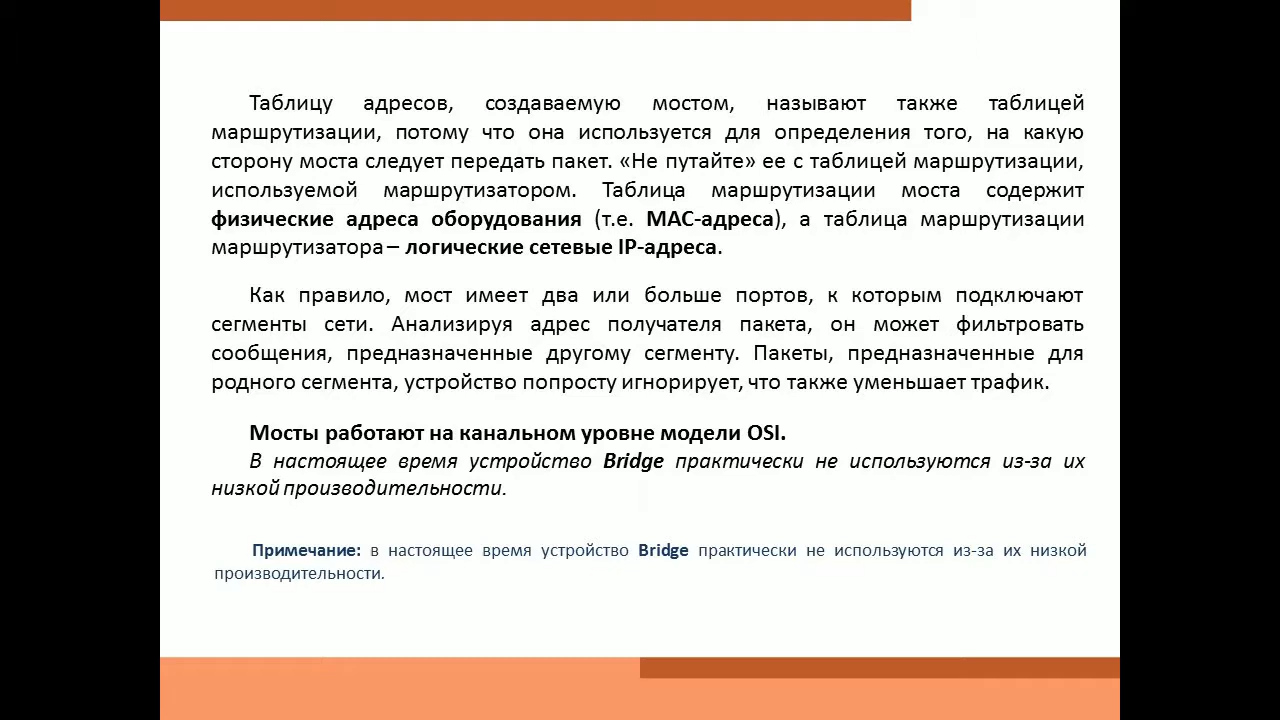 Таблицу адресов, создаваемую мостом, называют также таблицей
маршрутизации, потому что она используется для определения того, на какую
сторону моста следует передать пакет. «Не путайте» ее с таблицей маршрутизации,
используемой маршрутизатором. Таблица маршрутизации моста содержит
физические адреса оборудования (т.е. MAC-адреса), а таблица маршрутизации
маршрутизатора – логические сетевые IP-адреса.
Как правило, мост имеет два или больше портов, к которым подключают
сегменты сети. Анализируя адрес получателя пакета, он может фильтровать
сообщения, предназначенные другому сегменту. Пакеты, предназначенные для
родного сегмента, устройство попросту игнорирует, что также уменьшает трафик.
Мосты работают на канальном уровне модели OSI.
В настоящее время устройство Bridge практически не используются из-за их
низкой производительности.
Примечание: в настоящее время устройство Bridge практически не используются из-за их низкой
производительности.